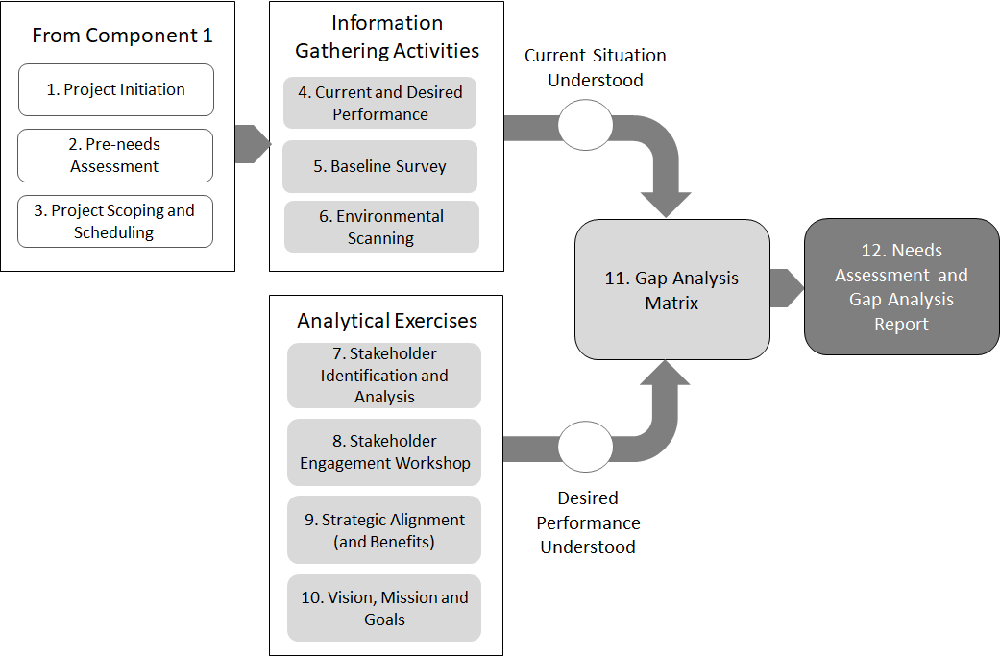 From Component 1
1. Project Initiation
2. Pre-needs
Assessment
3. Project Scoping and
Scheduling
Information
Gathering Activities
4. Current and Desired
Performance
5. Baseline Survey
6. Environmental
Scanning
Analytical Exercises
7. Stakeholder
Identification and
Analysis
8. Stakeholder
Engagement Workshop
9. Strategic Alignment
(and Benefits)
10. Vision, Mission and
Goals
Current Situation
Understood
Desired
Performance
Understood
11. Gap Analysis
Matrix
12. Needs
Assessment and
Gap Analysis
Report